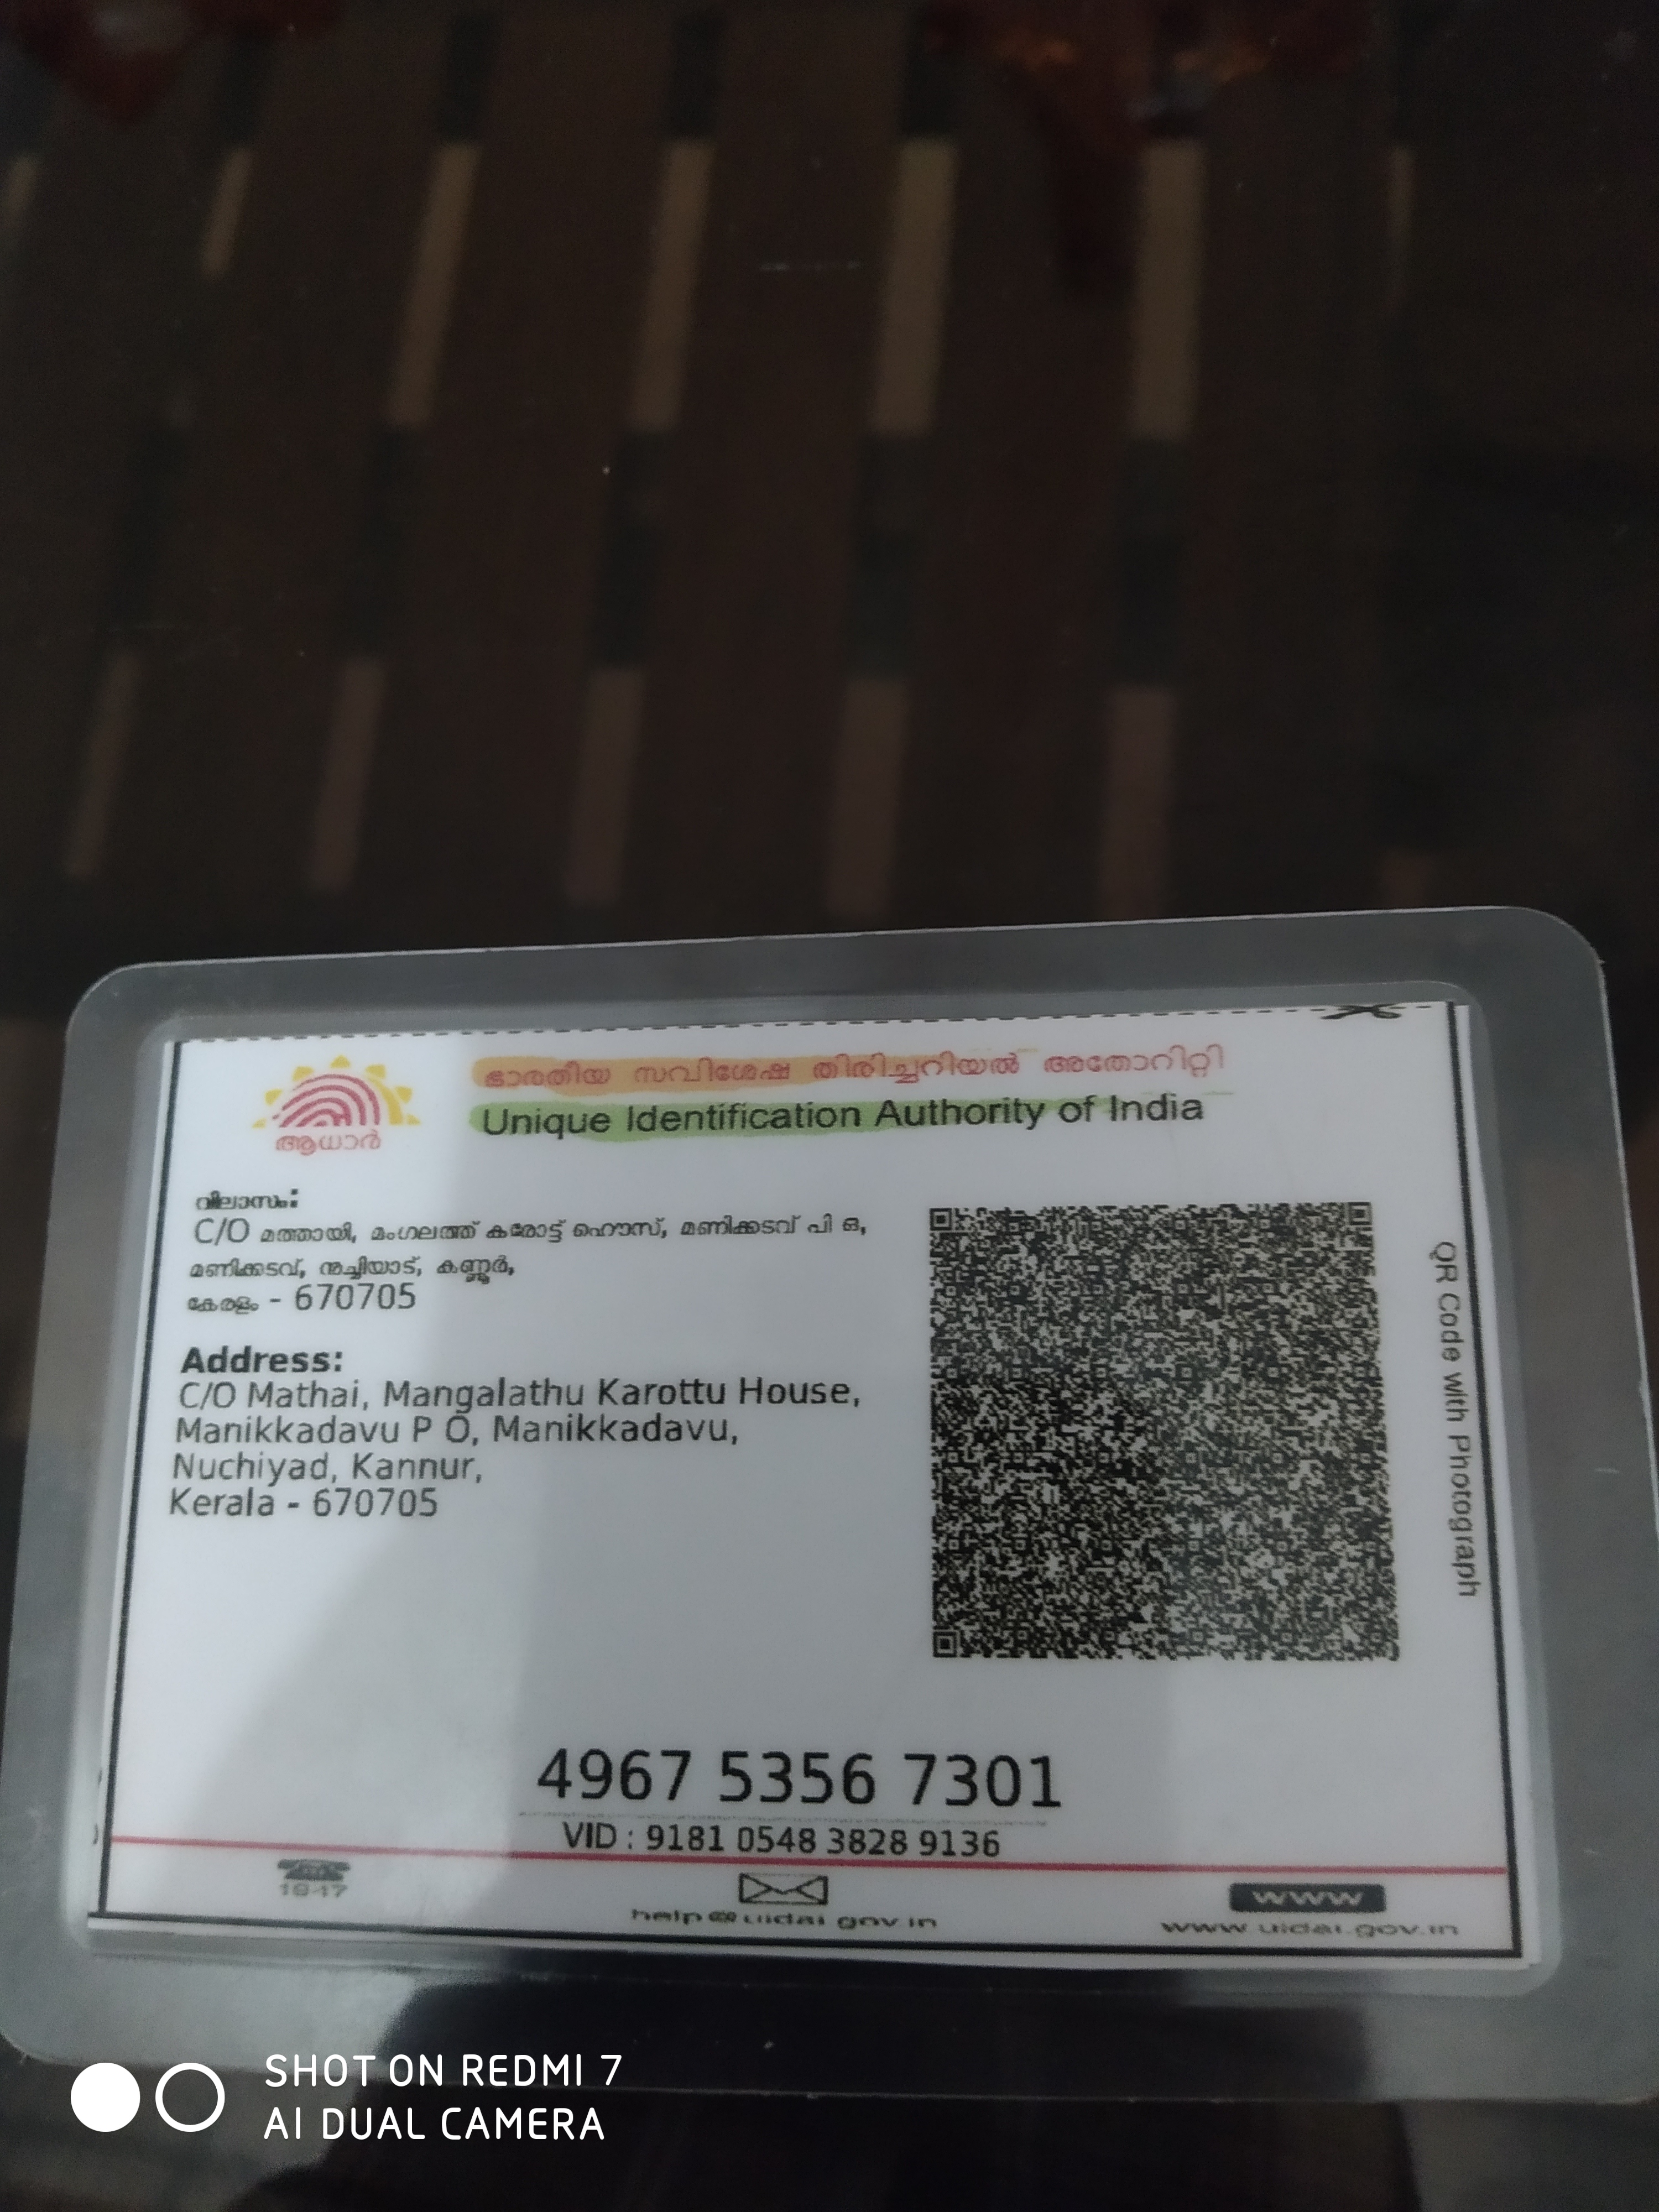 ഭാരതീയ സവിശേഷ തിരിച്ചറിയൽ അതോറിറ്റി
Unique Identification Authority of India
ആധാർ
വിലാസം:
C/O മത്തായി, മംഗലത്ത് കരോട്ട് ഹൌസ്, മണിക്കടവ് പി ഒ,
മണിക്കടവ്, നുച്ചിയാട്, കണ്ണൂർ,
കേരളം - 670705
Address:
C/O Mathai, Mangalathu Karottu House,
Manikkadavu P O, Manikkadavu,
Nuchiyad, Kannur,
Kerala - 670705
QR Code with Photograph
4967 5356 7301
VID : 9181 0548 3828 9136
1947
help@uidai.gov.in
www
www.uidai.gov.in
SHOT ON REDMI 7
AI DUAL CAMERA